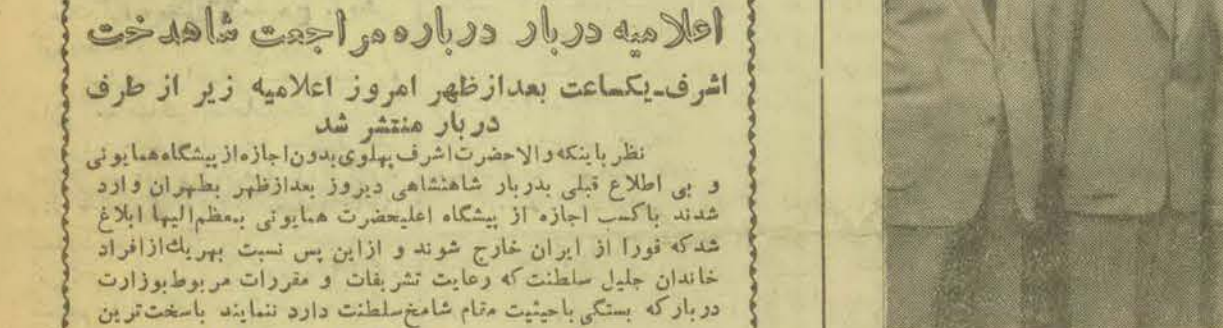 اعلامیه دربار درباره مراجعت شاهدخت
اشرف-یکساعت بعدازظهر امروز اعلامیه زیر از طرف
دربار منتشر شد
نظر باینکه والاحضرت اشرف پهلوی بدون اجازه از پیشگاه همایونی
و بی اطلاع قبلی بدربار شاهنشاهی دیروز بعدازظهر بطهران وارد
شدند باکسب اجازه از پیشگاه اعلیحضرت همایونی بمعظم الیها ابلاغ
شدکه فورا از ایران خارج شوند و ازاین پس نسبت بهریك ازافراد
خاندان جلیل سلطنت که رعایت تشریفات و مقررات مربوط بوزارت
دربار که بستگی باحیثیت مقام شامخ سلطنت دارد ننمایند باسخت ترین